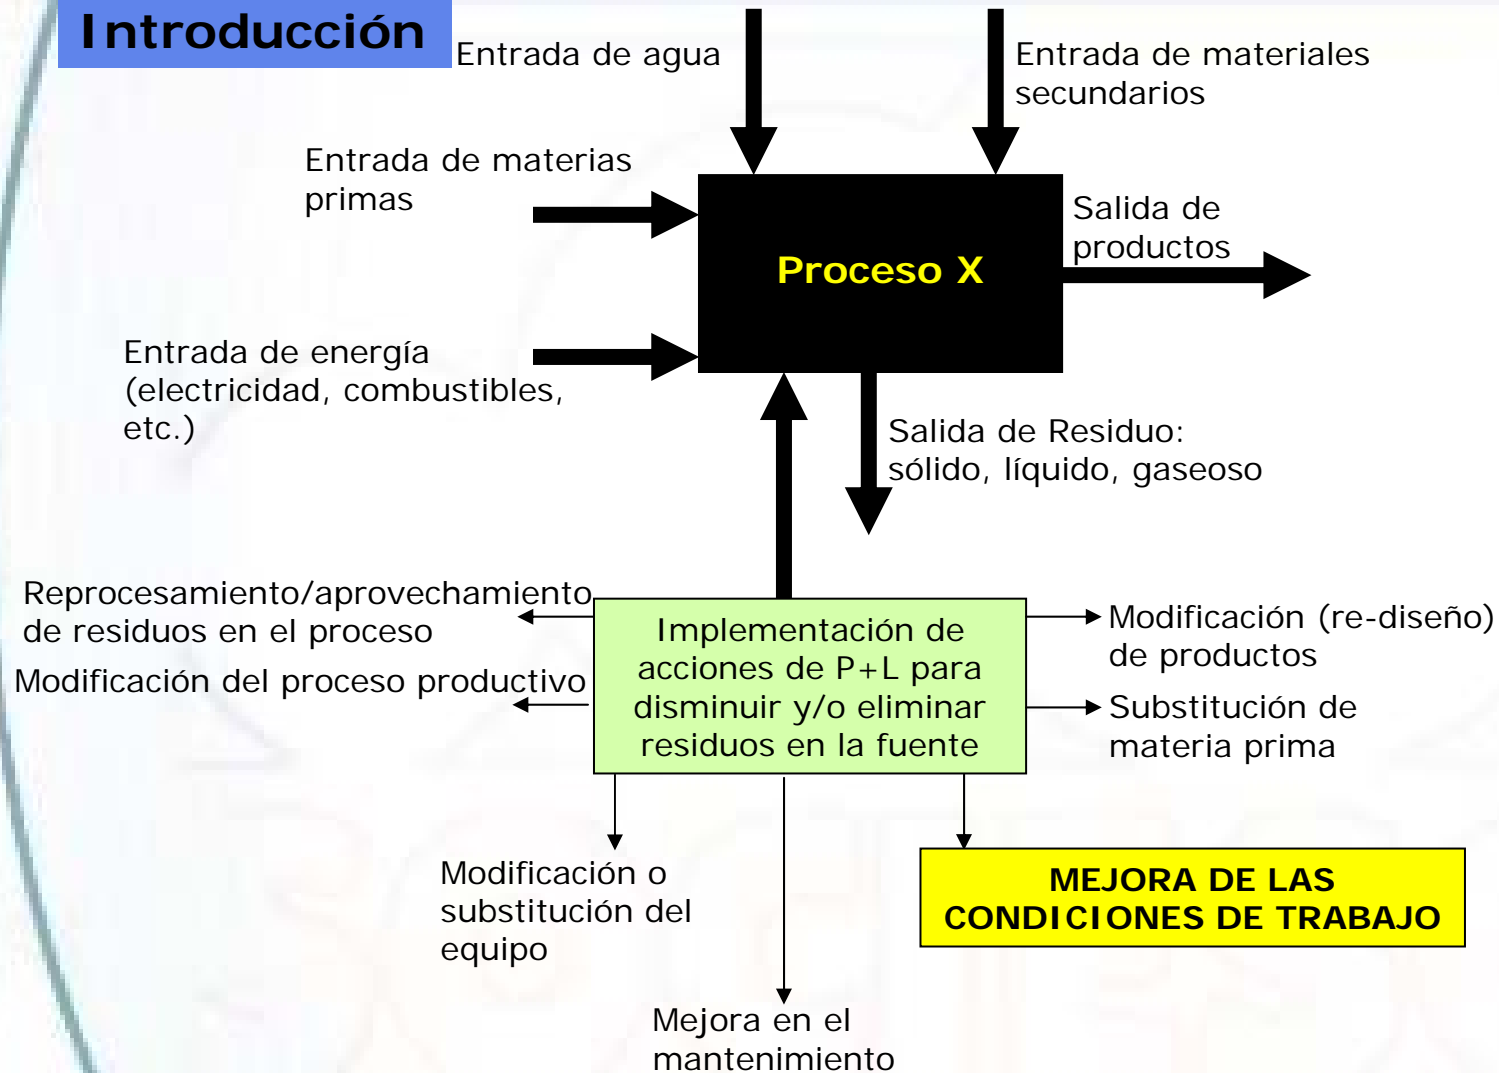 Introducción
Entrada de agua
Entrada de materiales
secundarios
Entrada de materias
primas
Salida de
productos
Proceso X
Entrada de energía
(electricidad, combustibles,
etc.)
Salida de Residuo:
sólido, líquido, gaseoso
Reprocesamiento/aprovechamiento
de residuos en el proceso
Modificación del proceso productivo
Implementación de
acciones de P+L para
disminuir y/o eliminar
residuos en la fuente
Modificación (re-diseño)
de productos
Substitución de
materia prima
Modificación o
substitución del
equipo
MEJORA DE LAS
CONDICIONES DE TRABAJO
Mejora en el
mantenimiento